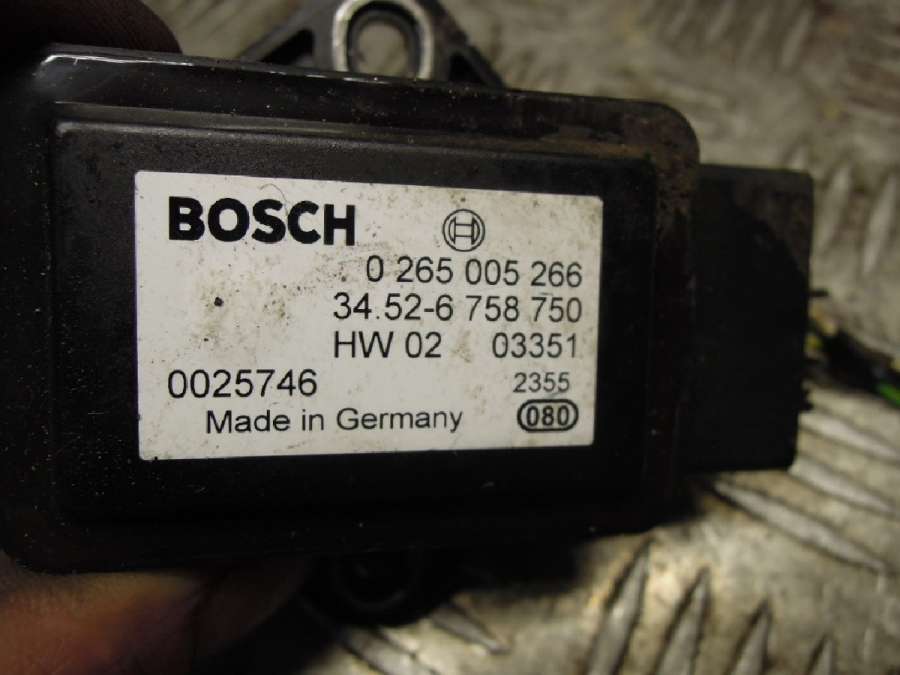 BOSCH
0 265 005 266
34.52-6 758 750
HW 02 03351
0025746 2355
Made in Germany 080